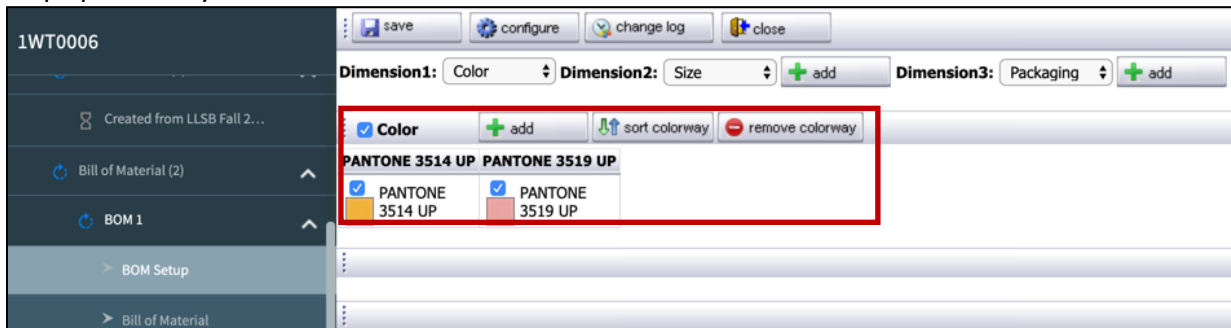 1WT0006
Created from LLSB Fall 2...
Bill of Material (2)
BOM 1
BOM Setup
Bill of Material
save configure change log close
Dimension1: Color Dimension2: Size add Dimension3: Packaging add
Color add sort colorway remove colorway
PANTONE 3514 UP PANTONE 3519 UP
PANTONE PANTONE
3514 UP 3519 UP